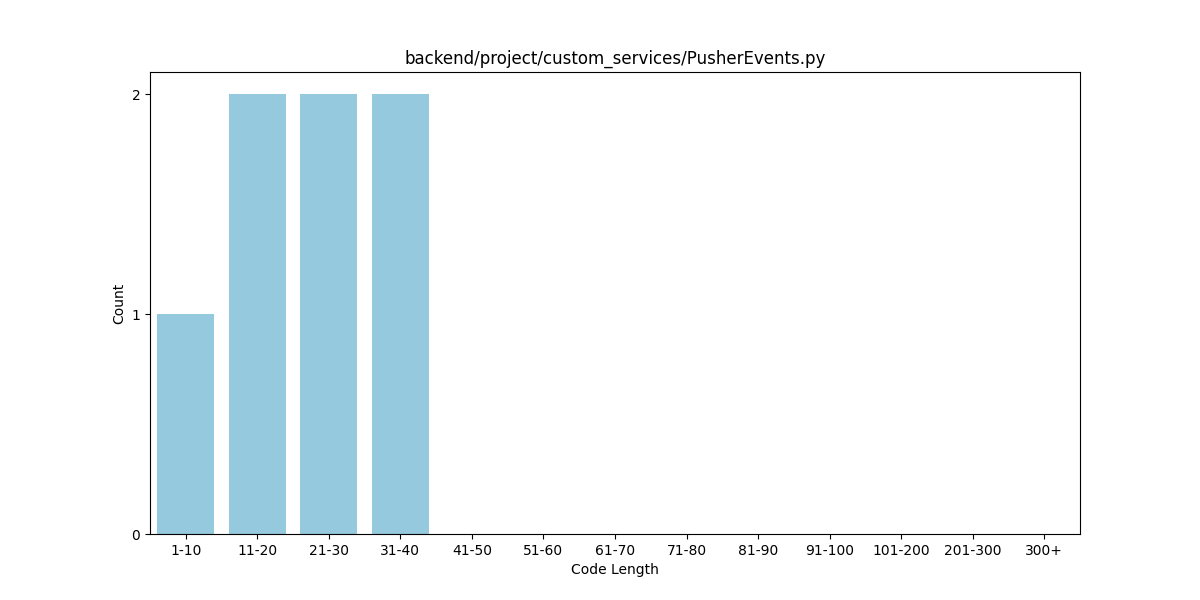 backend/project/custom_services/PusherEvents.py
2
1
0
Count
1-10 11-20 21-30 31-40 41-50 51-60 61-70 71-80 81-90 91-100 101-200 201-300 300+
Code Length